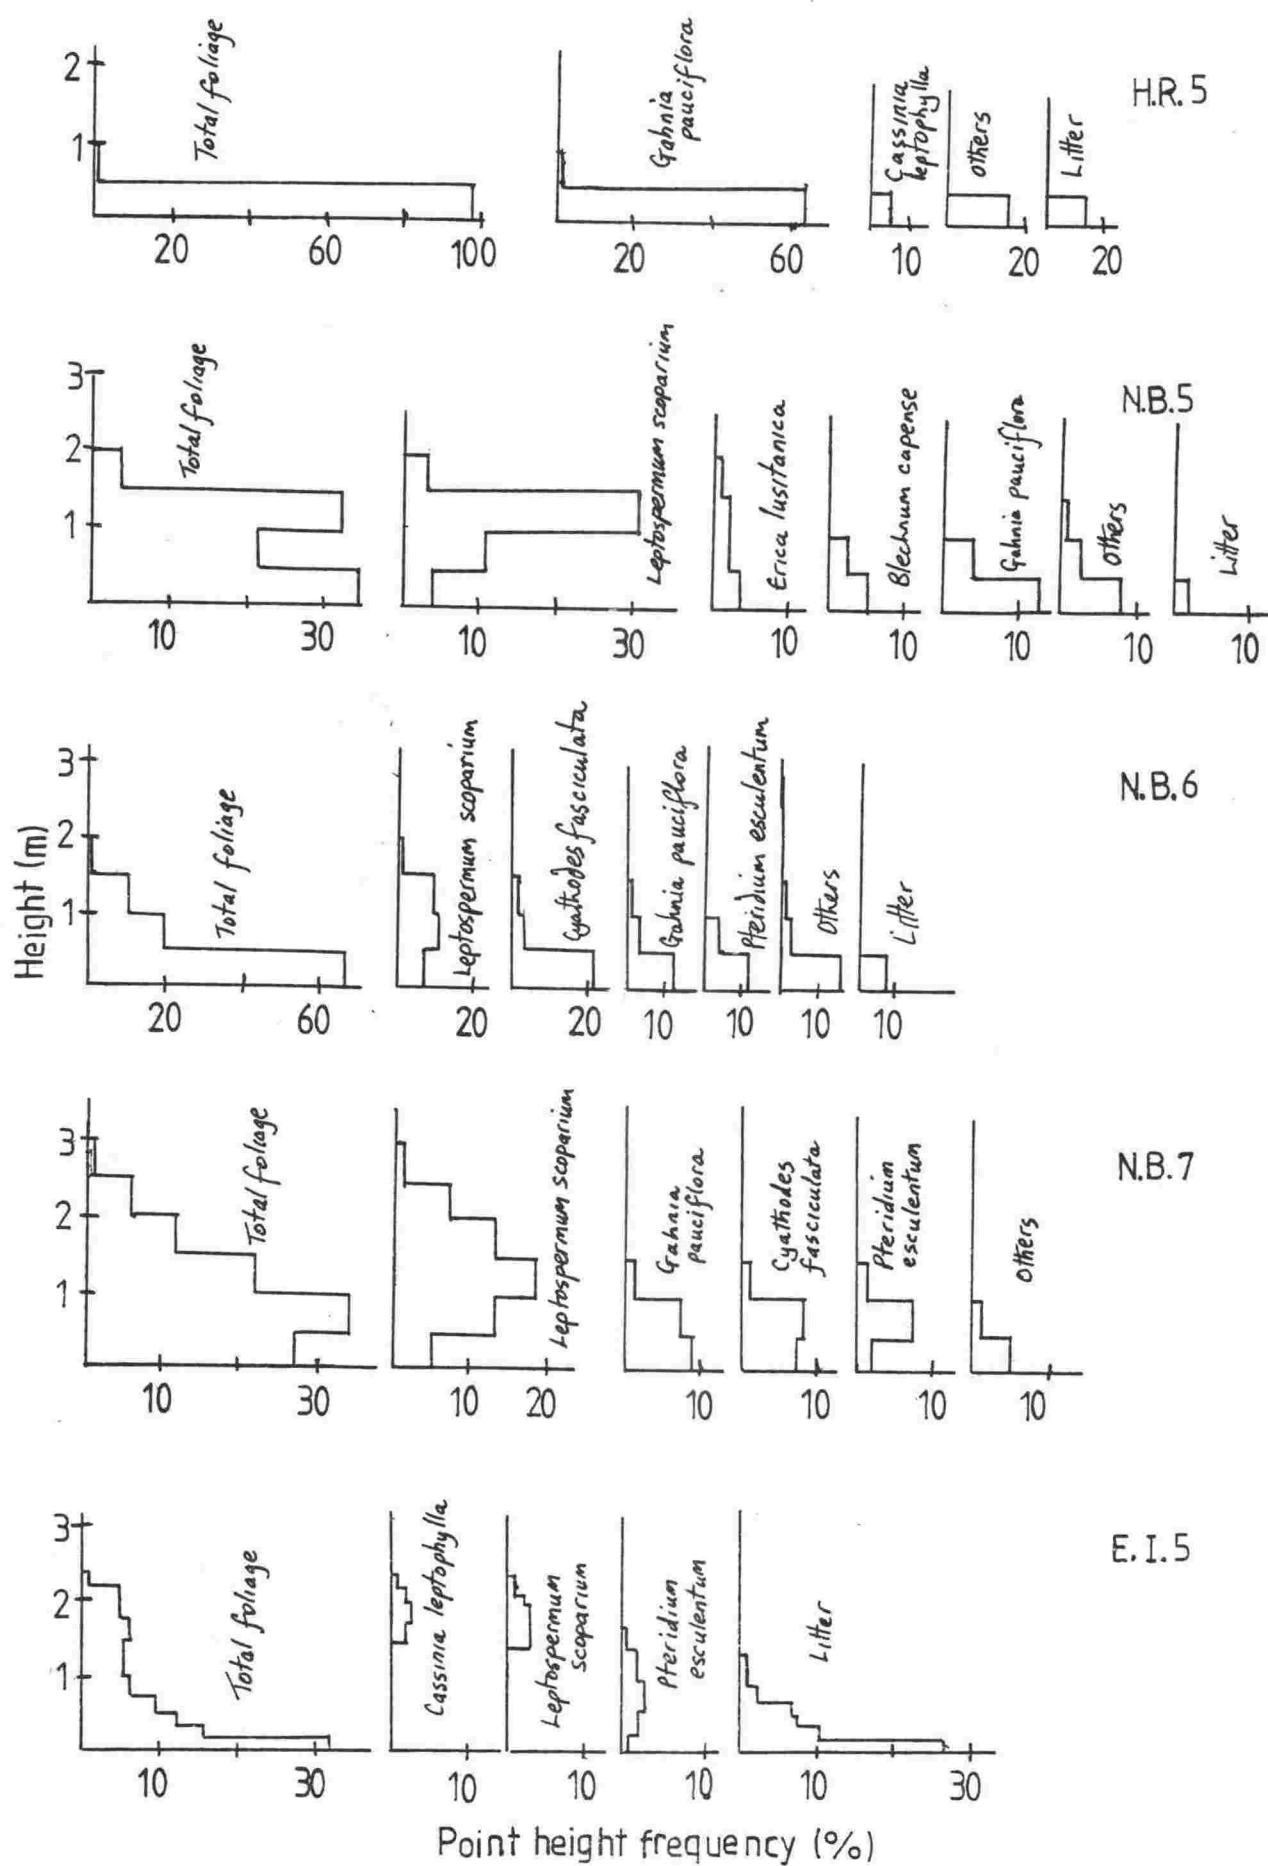 H.R.5
2
1
Total foliage
Gahnia
pauciflora
Cassinia
leptophylla
Others
Litter
20 60 100
20 60
10
20
20
N.B.5
3
2
1
Total foliage
Leptospermum scoparium
Erica lusitanica
Blechnum capense
Gahnia pauciflora
Others
Litter
10 30
10 30
10
10
10
10
10
N.B.6
Height (m)
3
2
1
Total foliage
Leptospermum scoparium
Cyathodes fasciculata
Gahnia pauciflora
Pteridium esculentum
Others
Litter
20 60
20
20
10
10
10
10
N.B.7
3
2
1
Total foliage
Leptospermum scoparium
Gahnia
pauciflora
Cyathodes
fasciculata
Pteridium
esculentum
Others
10 30
10 20
10
10
10
10
E.I.5
3
2
1
Total foliage
Cassinia leptophylla
Leptospermum
scoparium
Pteridium
esculentum
Litter
10 30
10
10
10
10 30
Point height frequency (%)